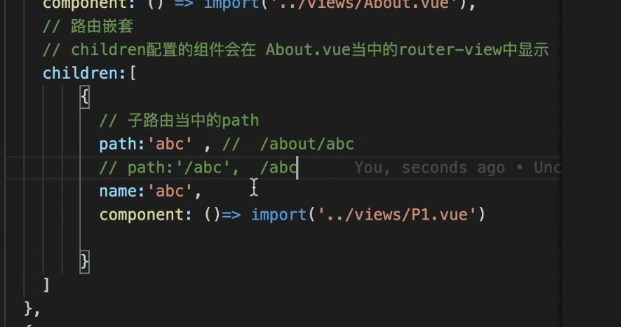 component: () => import('../views/About.vue'),
// 路由嵌套
// children配置的组件会在 About.vue当中的router-view中显示
children:[
{
// 子路由当中的path
path:'abc' , //  /about/abc
// path:'/abc',  /abc You, seconds ago • Unc
name:'abc',
component: ()=> import('../views/P1.vue')
}
]
},